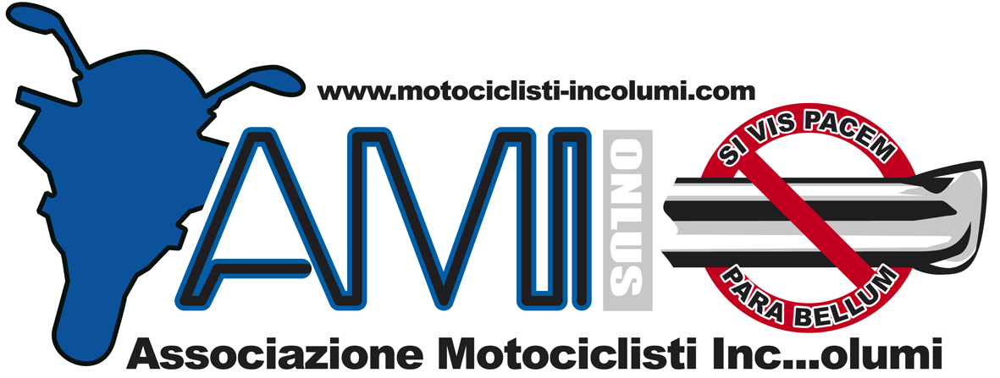 www.motociclisti-incolumi.com
AMI
ONLUS
SI VIS PACEM
PARA BELLUM
Associazione Motociclisti Inc...olumi